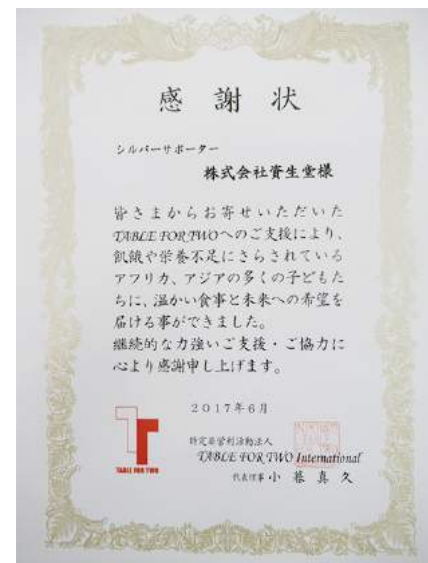 感謝状
シルバーサポーター
株式会社資生堂様
皆さまからお寄せいただいた
TABLE FOR TWOへのご支援により、
飢餓や栄養不足にさらされている
アフリカ、アジアの多くの子どもた
ちに、温かい食事と未来への希望を
届ける事ができました。
継続的な力強いご支援・ご協力に
心より感謝申し上げます。
2017年6月
特定非営利活動法人
TABLE FOR TWO International
代表理事 小暮真久
TABLE FOR TWO